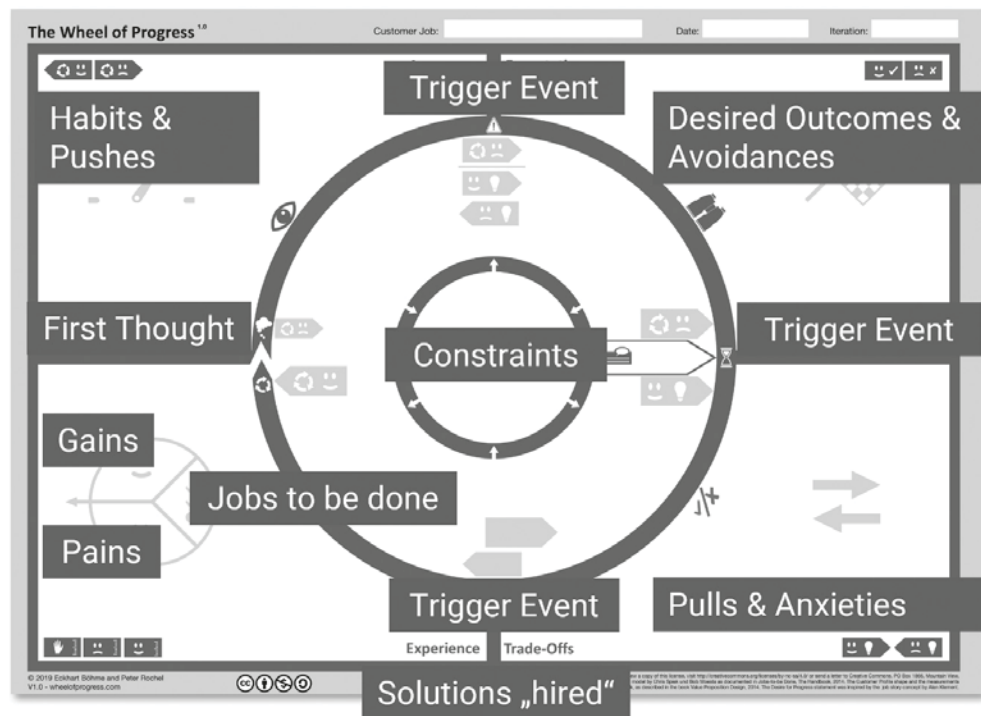 The Wheel of Progress 1.0
Customer Job:
Date:
Iteration:
Trigger Event
Habits &
Pushes
Desired Outcomes &
Avoidances
First Thought
Constraints
Trigger Event
Gains
Jobs to be done
Pains
Trigger Event
Pulls & Anxieties
Experience
Trade-Offs
© 2019 Eckhart Böhme and Peter Rochel
V1.0 - wheelofprogress.com
Solutions „hired“